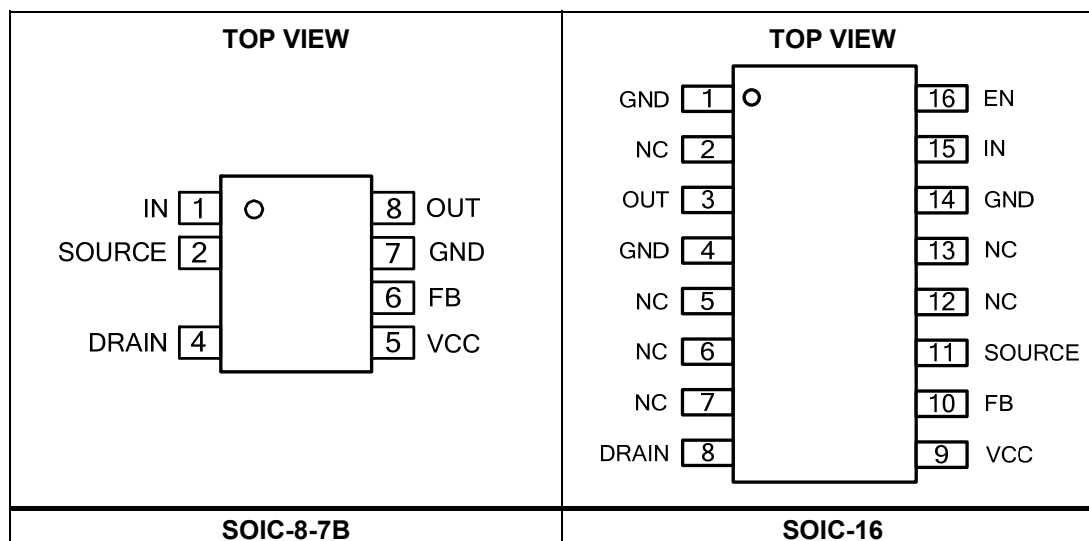 TOP VIEW
IN 1 8 OUT
SOURCE 2 7 GND
6 FB
DRAIN 4 5 VCC
SOIC-8-7B
TOP VIEW
GND 1 16 EN
NC 2 15 IN
OUT 3 14 GND
GND 4 13 NC
NC 5 12 NC
NC 6 11 SOURCE
NC 7 10 FB
DRAIN 8 9 VCC
SOIC-16